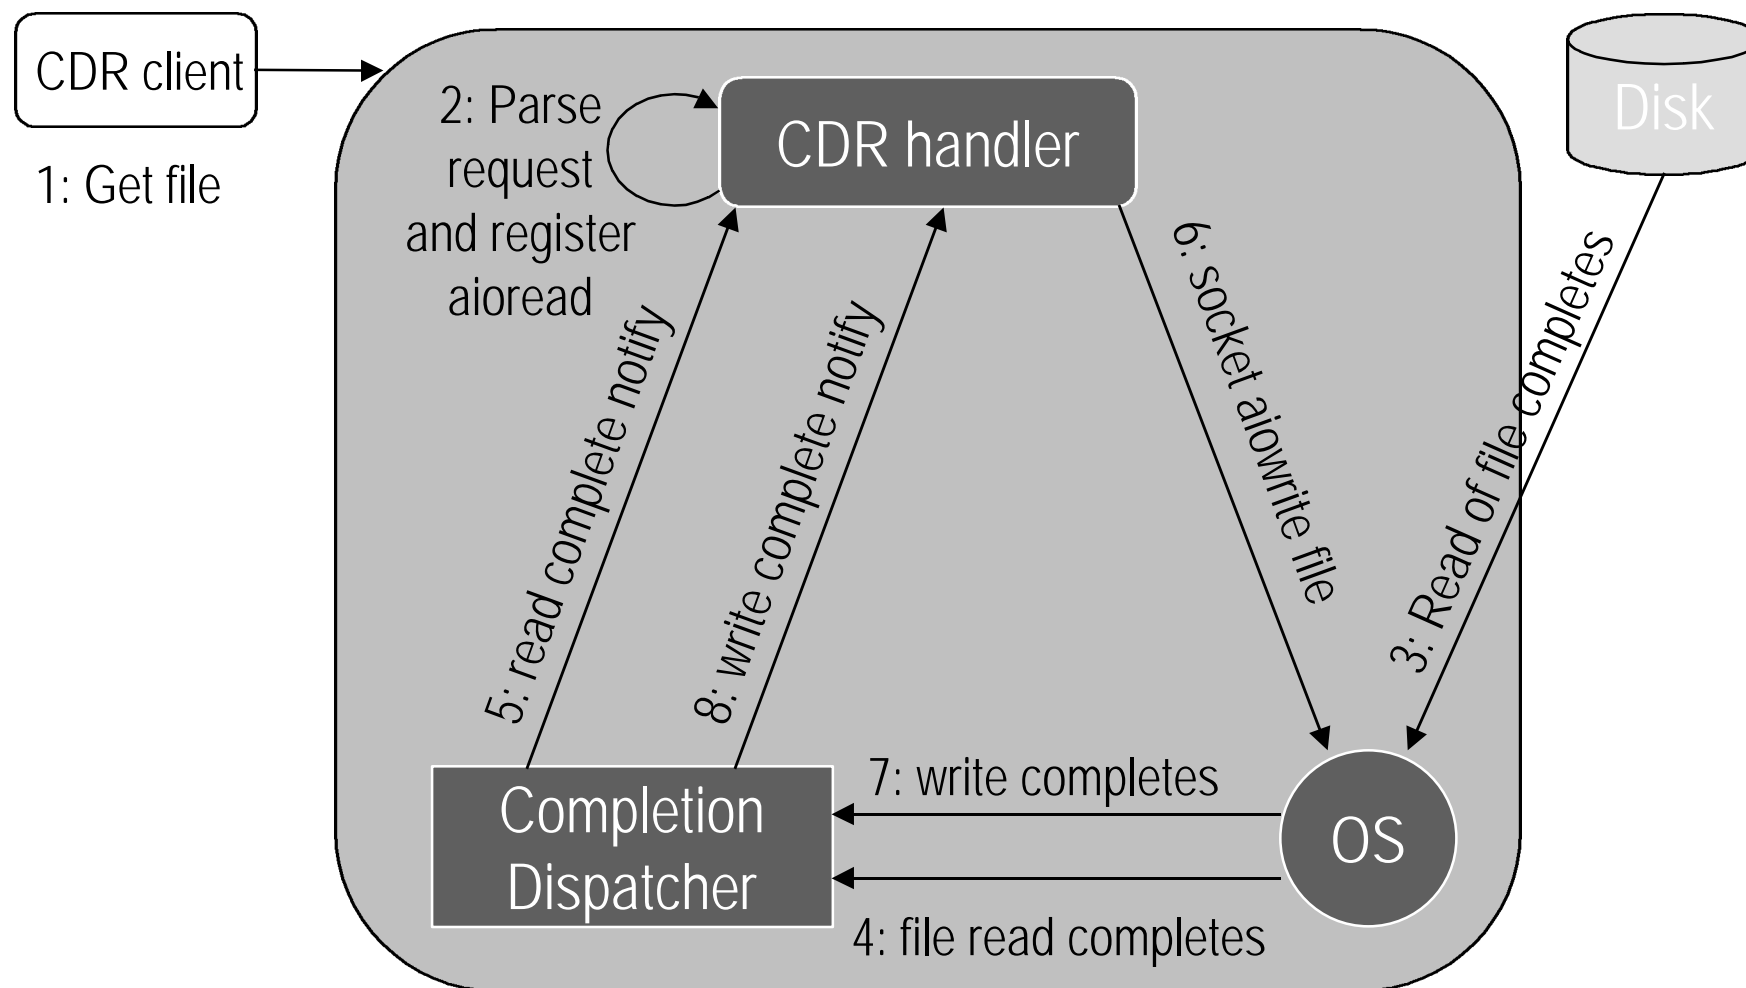 CDR client
1: Get file
2: Parse
request
and register
aioread
CDR handler
Disk
3: Read of file completes
6: socket aiowrite file
5: read complete notify
8: write complete notify
7: write completes
Completion
Dispatcher
OS
4: file read completes